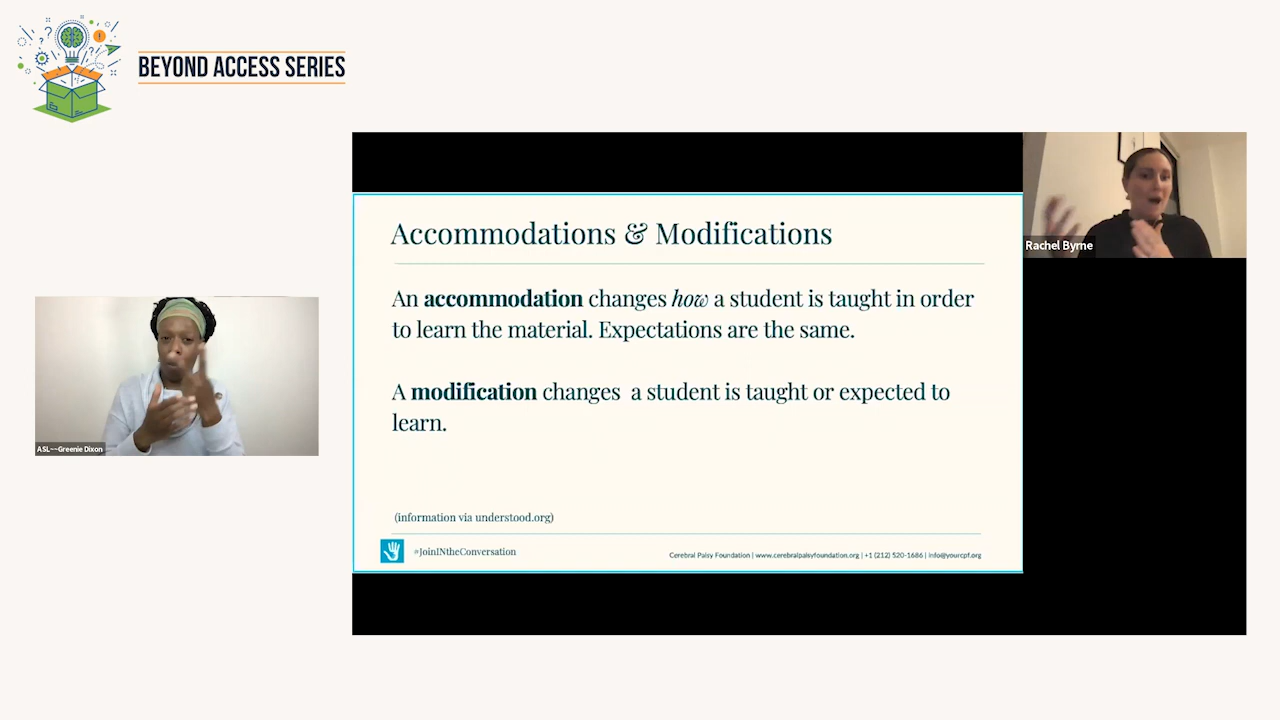 BEYOND ACCESS SERIES
Accommodations & Modifications
An accommodation changes how a student is taught in order
to learn the material. Expectations are the same.
A modification changes  a student is taught or expected to
learn.
(information via understood.org)
#JoinINtheConversation
Cerebral Palsy Foundation | www.cerebralpalsyfoundation.org | +1 (212) 520-1686 | info@yourcpf.org
Rachel Byrne
ASL~~Greenie Dixon